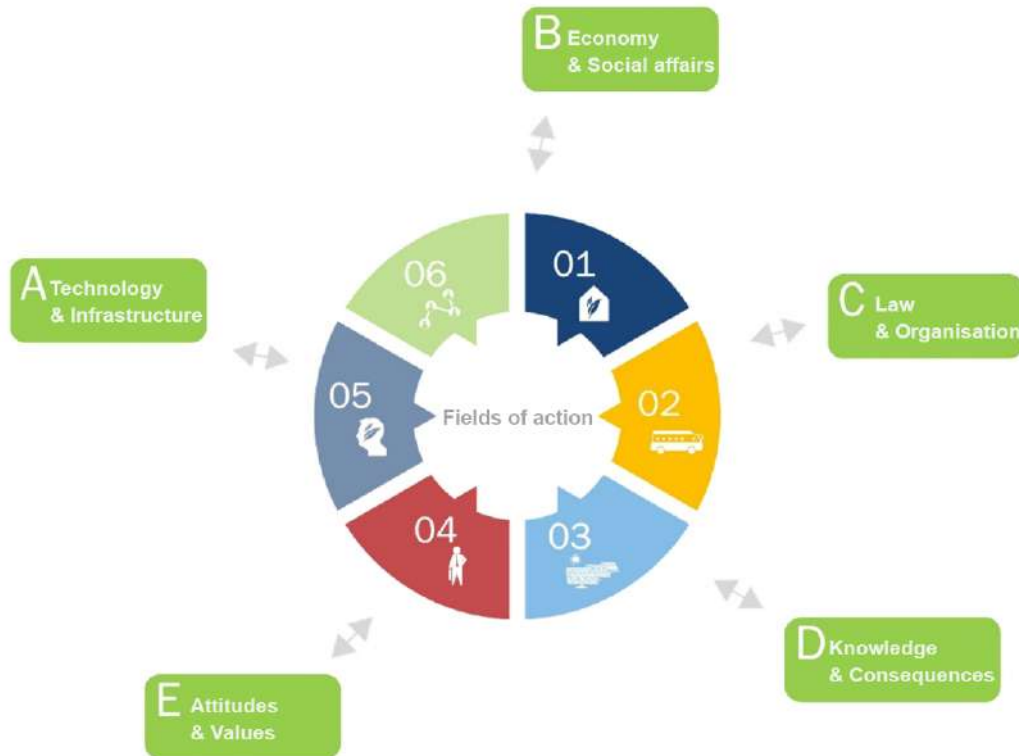 B Economy
& Social affairs
A Technology
& Infrastructure
C Law
& Organisation
06
01
05
Fields of action
02
04
03
D Knowledge
& Consequences
E Attitudes
& Values